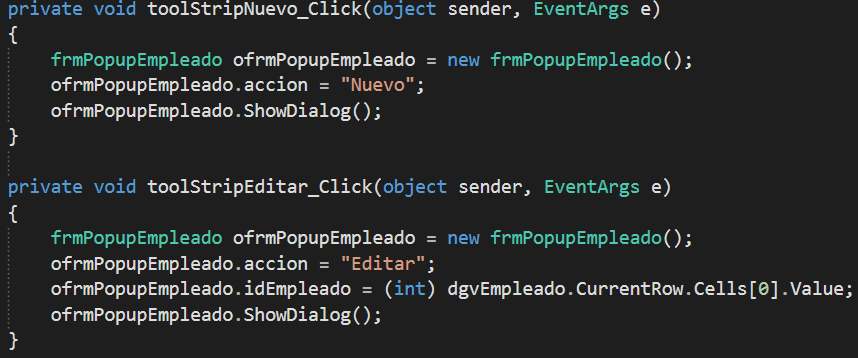 private void toolStripNuevo_Click(object sender, EventArgs e)
{
    frmPopupEmpleado ofrmPopupEmpleado = new frmPopupEmpleado();
    ofrmPopupEmpleado.accion = "Nuevo";
    ofrmPopupEmpleado.ShowDialog();
}

private void toolStripEditar_Click(object sender, EventArgs e)
{
    frmPopupEmpleado ofrmPopupEmpleado = new frmPopupEmpleado();
    ofrmPopupEmpleado.accion = "Editar";
    ofrmPopupEmpleado.idEmpleado = (int) dgvEmpleado.CurrentRow.Cells[0].Value;
    ofrmPopupEmpleado.ShowDialog();
}